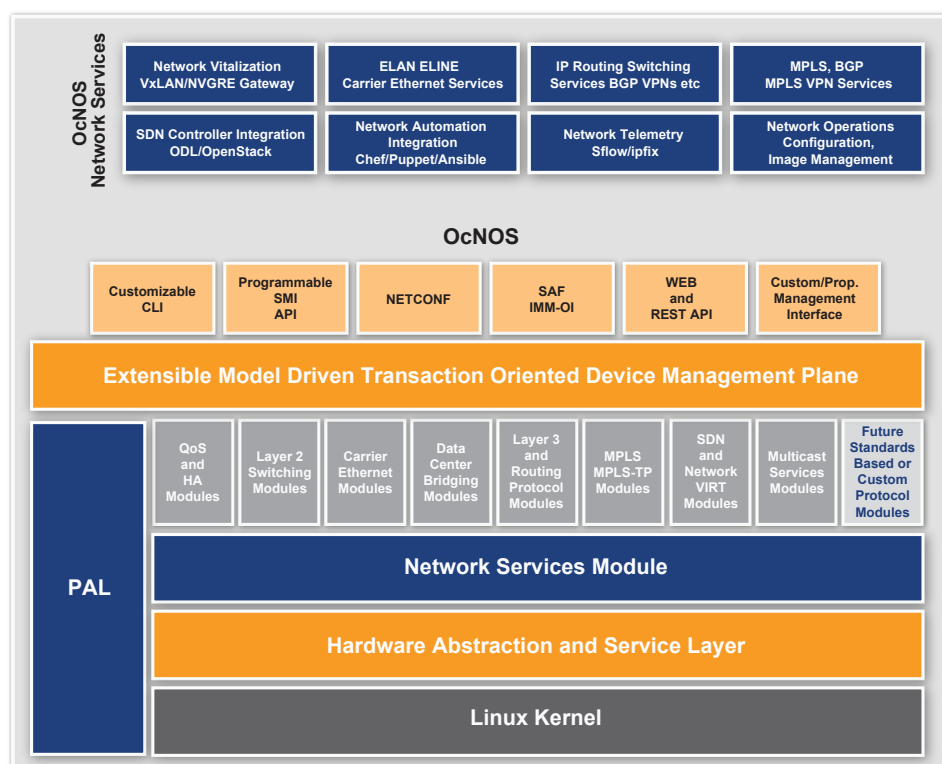 OcNOS
Network Services
Network Vitalization
VxLAN/NVGRE Gateway
ELAN ELINE
Carrier Ethernet Services
IP Routing Switching
Services BGP VPNs etc
MPLS, BGP
MPLS VPN Services
SDN Controller Integration
ODL/OpenStack
Network Automation
Integration
Chef/Puppet/Ansible
Network Telemetry
Sflow/ipfix
Network Operations
Configuration,
Image Management
OcNOS
Customizable
CLI
Programmable
SMI
API
NETCONF
SAF
IMM-OI
WEB
and
REST API
Custom/Prop.
Management
Interface
Extensible Model Driven Transaction Oriented Device Management Plane
PAL
QoS
and
HA
Modules
Layer 2
Switching
Modules
Carrier
Ethernet
Modules
Data
Center
Bridging
Modules
Layer 3
and
Routing
Protocol
Modules
MPLS
MPLS-TP
Modules
SDN
and
Network
VIRT
Modules
Multicast
Services
Modules
Future
Standards
Based or
Custom
Protocol
Modules
Network Services Module
Hardware Abstraction and Service Layer
Linux Kernel